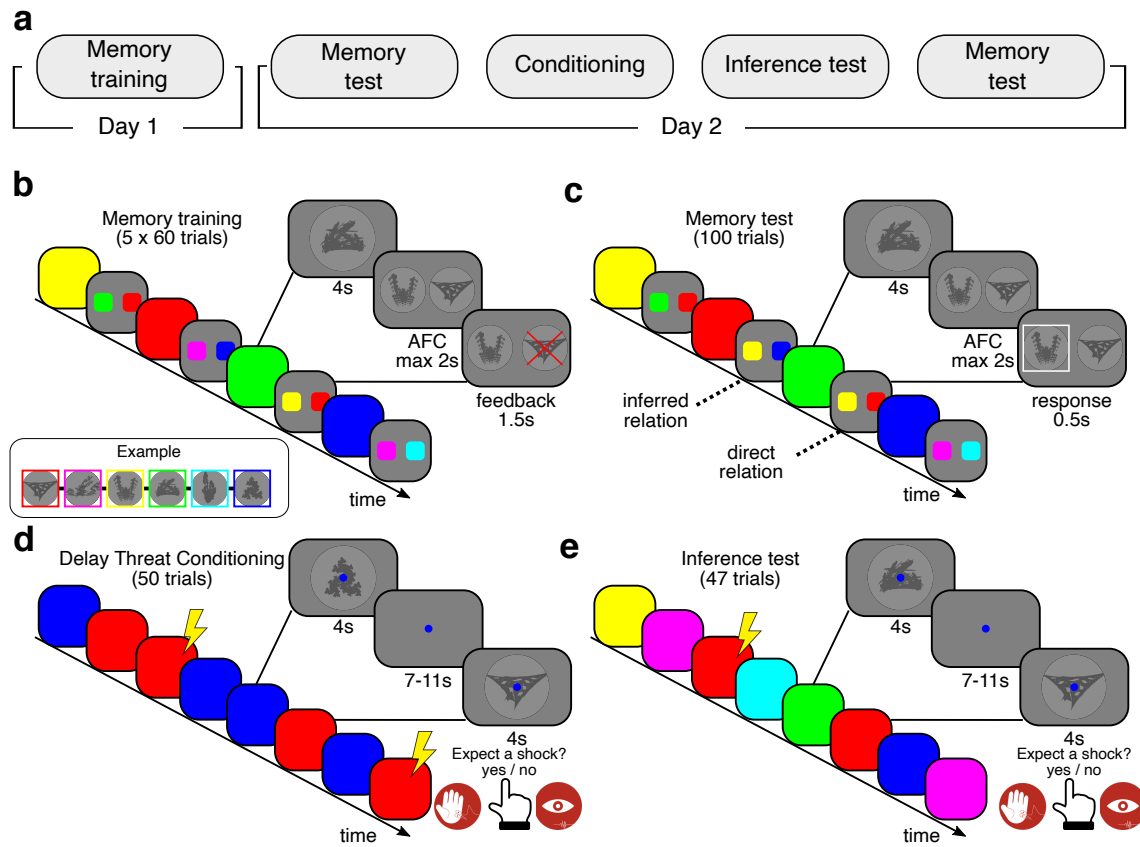 a
Memory
training
Memory
test
Conditioning
Inference test
Memory
test
Day 1
Day 2
b
Memory training
(5 x 60 trials)
4s
AFC
max 2s
feedback
1.5s
Example
time
c
Memory test
(100 trials)
4s
AFC
max 2s
response
0.5s
inferred
relation
direct
relation
time
d
Delay Threat Conditioning
(50 trials)
4s
7-11s
4s
Expect a shock?
yes / no
time
e
Inference test
(47 trials)
4s
7-11s
4s
Expect a shock?
yes / no
time